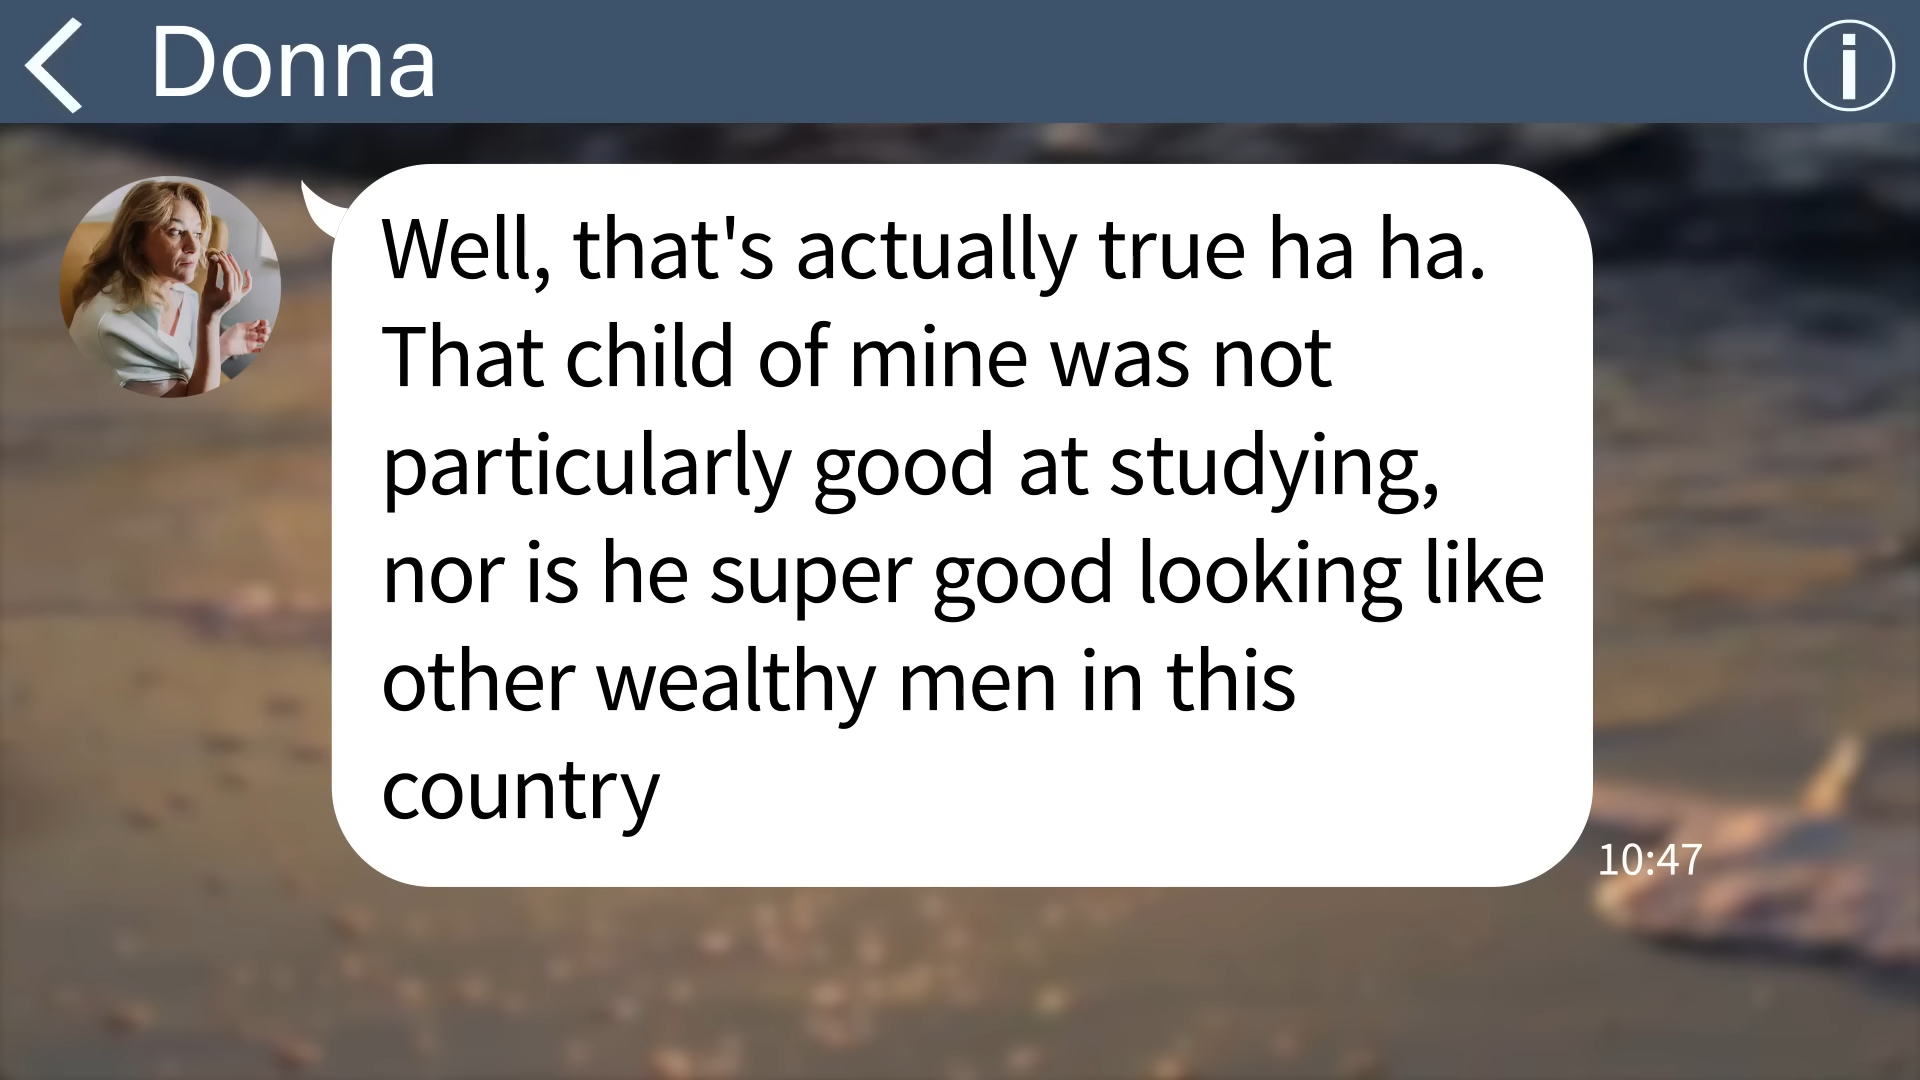 Donna
Well, that's actually true ha ha.
That child of mine was not
particularly good at studying,
nor is he super good looking like
other wealthy men in this
country
10:47